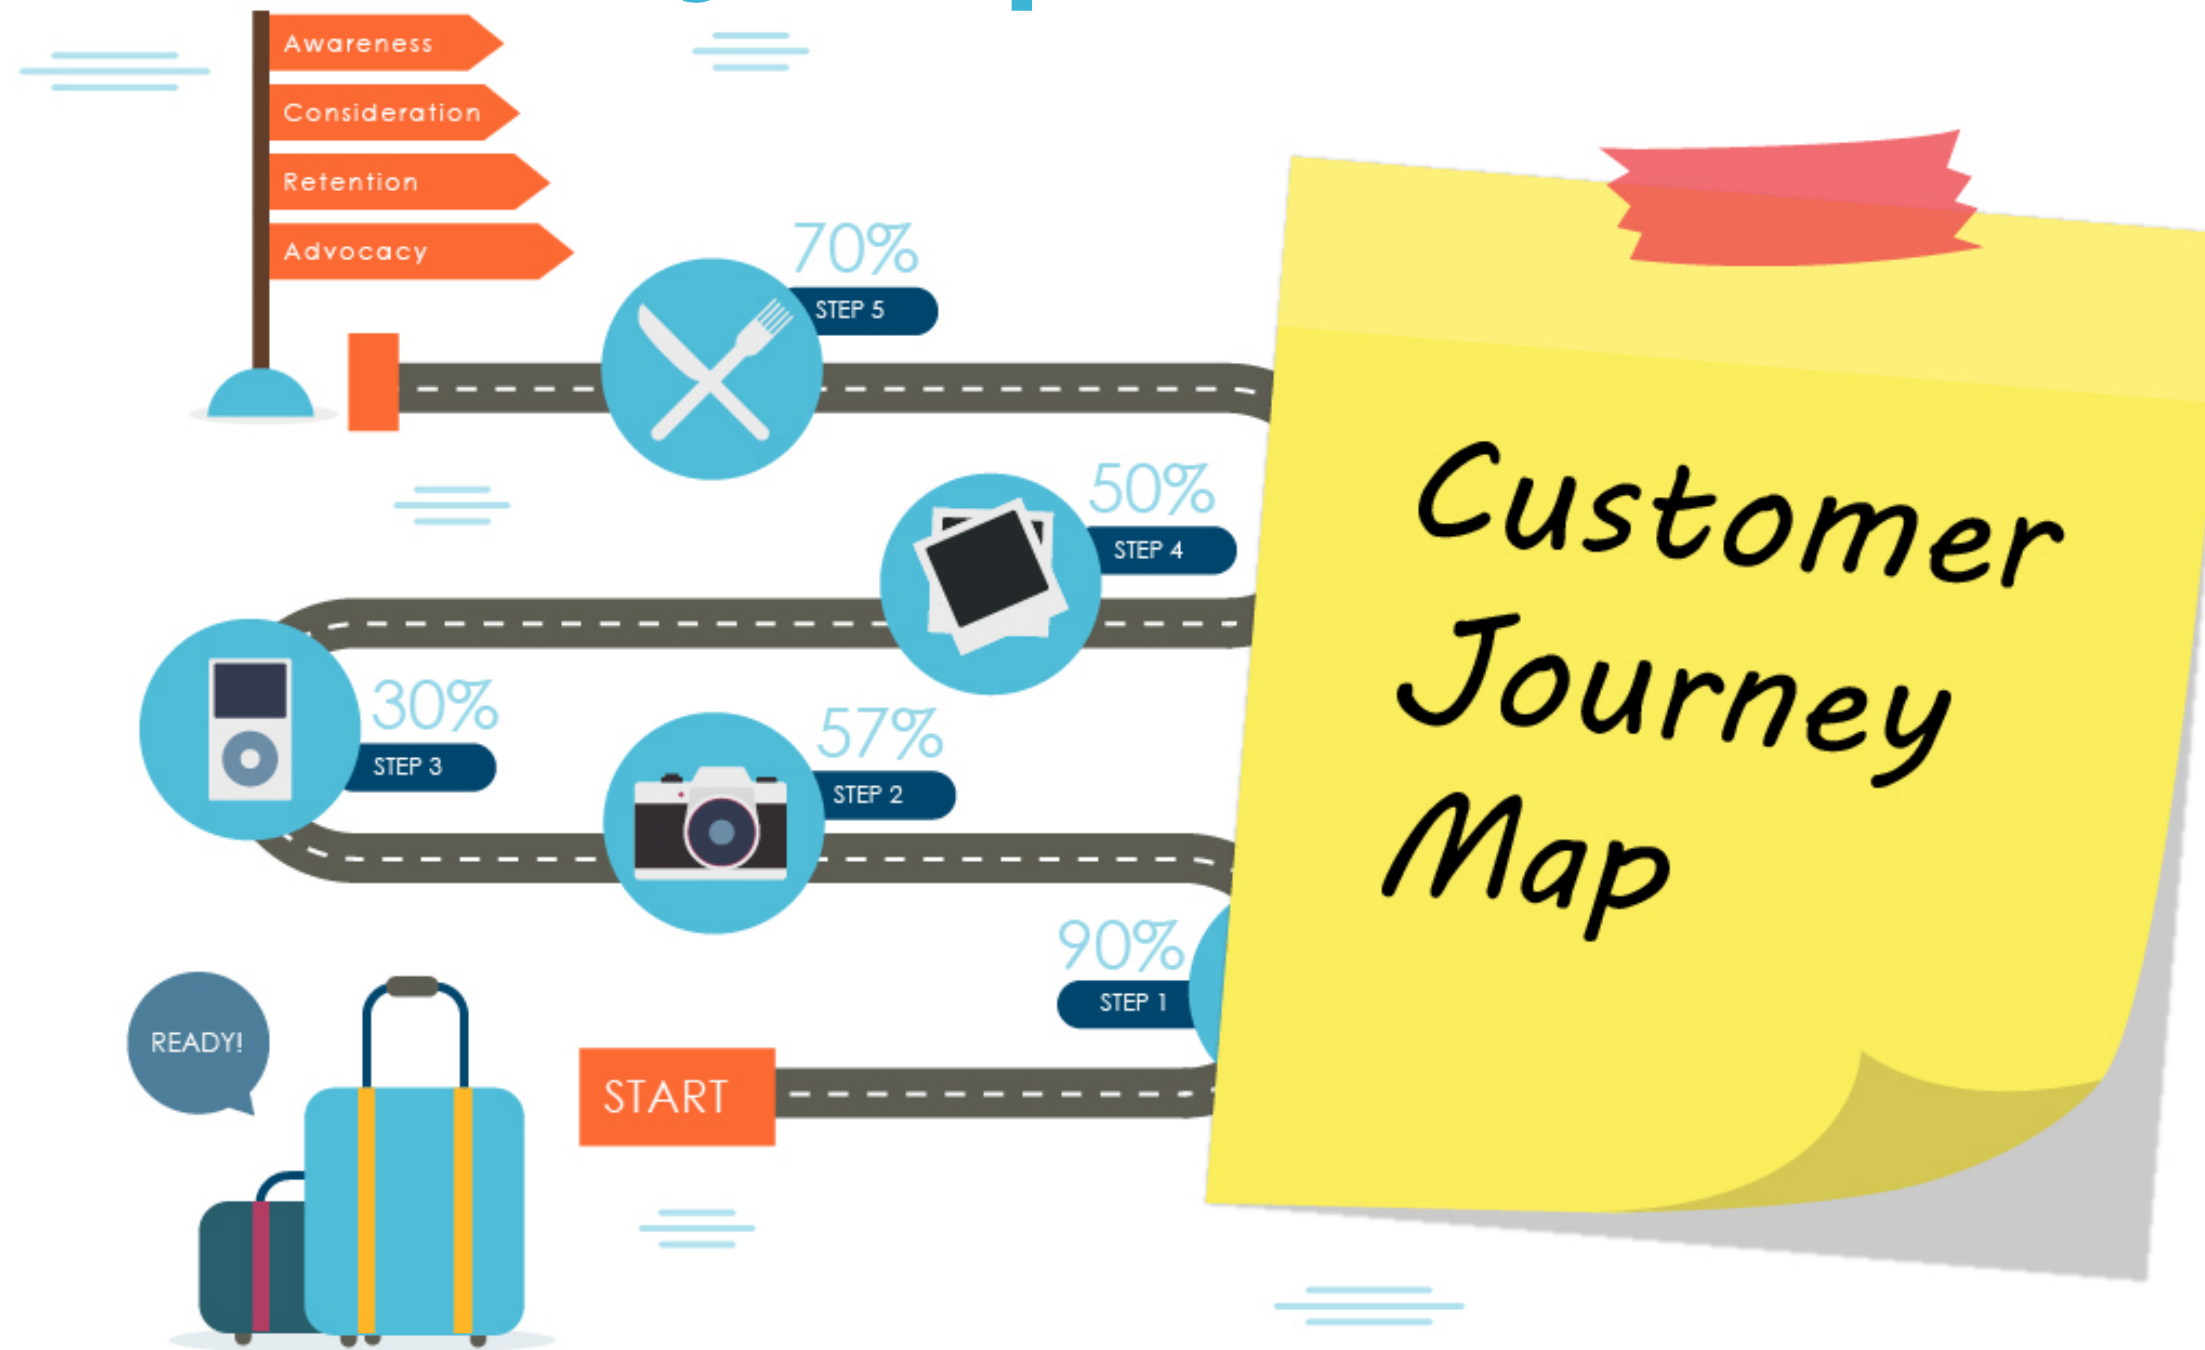 Awareness
Consideration
Retention
Advocacy
70%
STEP 5
50%
STEP 4
30%
STEP 3
57%
STEP 2
90%
STEP 1
READY!
START
Customer
Journey
Map